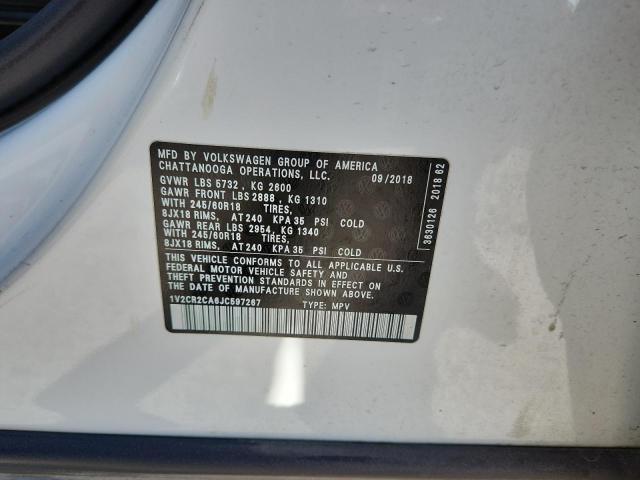 MFD BY VOLKSWAGEN GROUP OF AMERICA
CHATTANOOGA OPERATIONS, LLC. 09/2018
GVWR LBS 5732 , KG 2600
GAWR FRONT LBS 2888 , KG 1310
WITH 245/60R18 TIRES,
8JX18 RIMS, AT 240 KPA 35 PSI COLD
GAWR REAR LBS 2954, KG 1340
WITH 245/60R18 TIRES,
8JX18 RIMS, AT 240 KPA 35 PSI COLD
THIS VEHICLE CONFORMS TO ALL APPLICABLE U.S.
FEDERAL MOTOR VEHICLE SAFETY, BUMPER, AND
THEFT PREVENTION STANDARDS IN EFFECT ON
THE DATE OF MANUFACTURE SHOWN ABOVE.
1V2CR2CA6JC597267 TYPE: MPV
3630126 2018 62